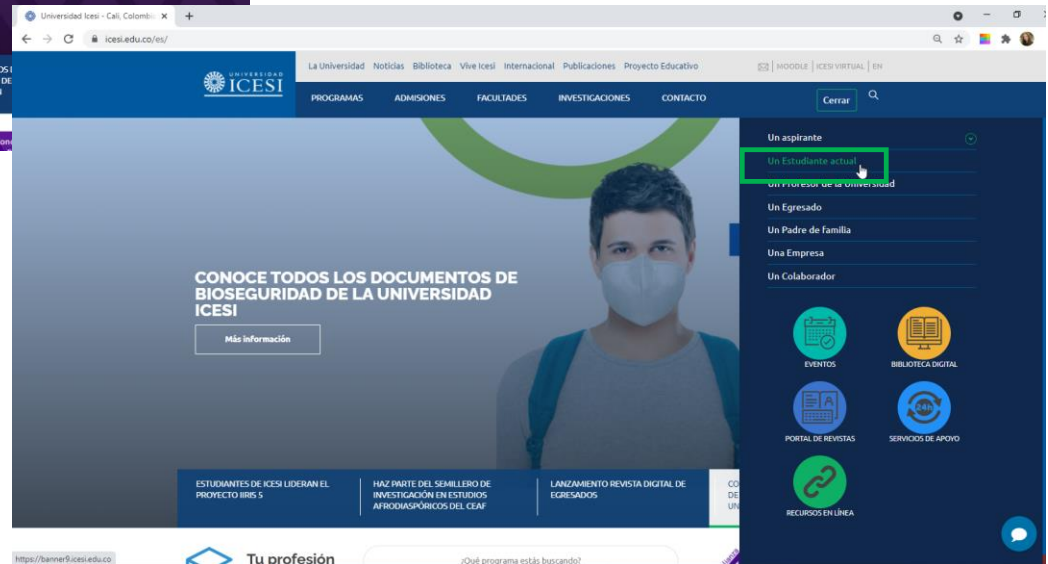 Universidad Icesi - Cali, Colombi
icesi.edu.co/es/
La Universidad Noticias Biblioteca Vive Icesi Internacional Publicaciones Proyecto Educativo
MOODLE | ICESI VIRTUAL | EN
UNIVERSIDAD
ICESI
PROGRAMAS ADMISIONES FACULTADES INVESTIGACIONES CONTACTO
Cerrar
Un aspirante
Un Estudiante actual
Un Profesor de la Universidad
Un Egresado
Un Padre de familia
Una Empresa
Un Colaborador
CONOCE TODOS LOS DOCUMENTOS DE
BIOSEGURIDAD DE LA UNIVERSIDAD
ICESI
Más información
EVENTOS
BIBLIOTECA DIGITAL
A
24h
PORTAL DE REVISTAS
SERVICIOS DE APOYO
RECURSOS EN LÍNEA
ESTUDIANTES DE ICESI LIDERAN EL
PROYECTO IIRIS 5
HAZ PARTE DEL SEMILLERO DE
INVESTIGACIÓN EN ESTUDIOS
AFRODIASPÓRICOS DEL CEAF
LANZAMIENTO REVISTA DIGITAL DE
EGRESADOS
CO
DE
UN
https://banner9.icesi.edu.co
Tu profesión
¿Qué programa estás buscando?